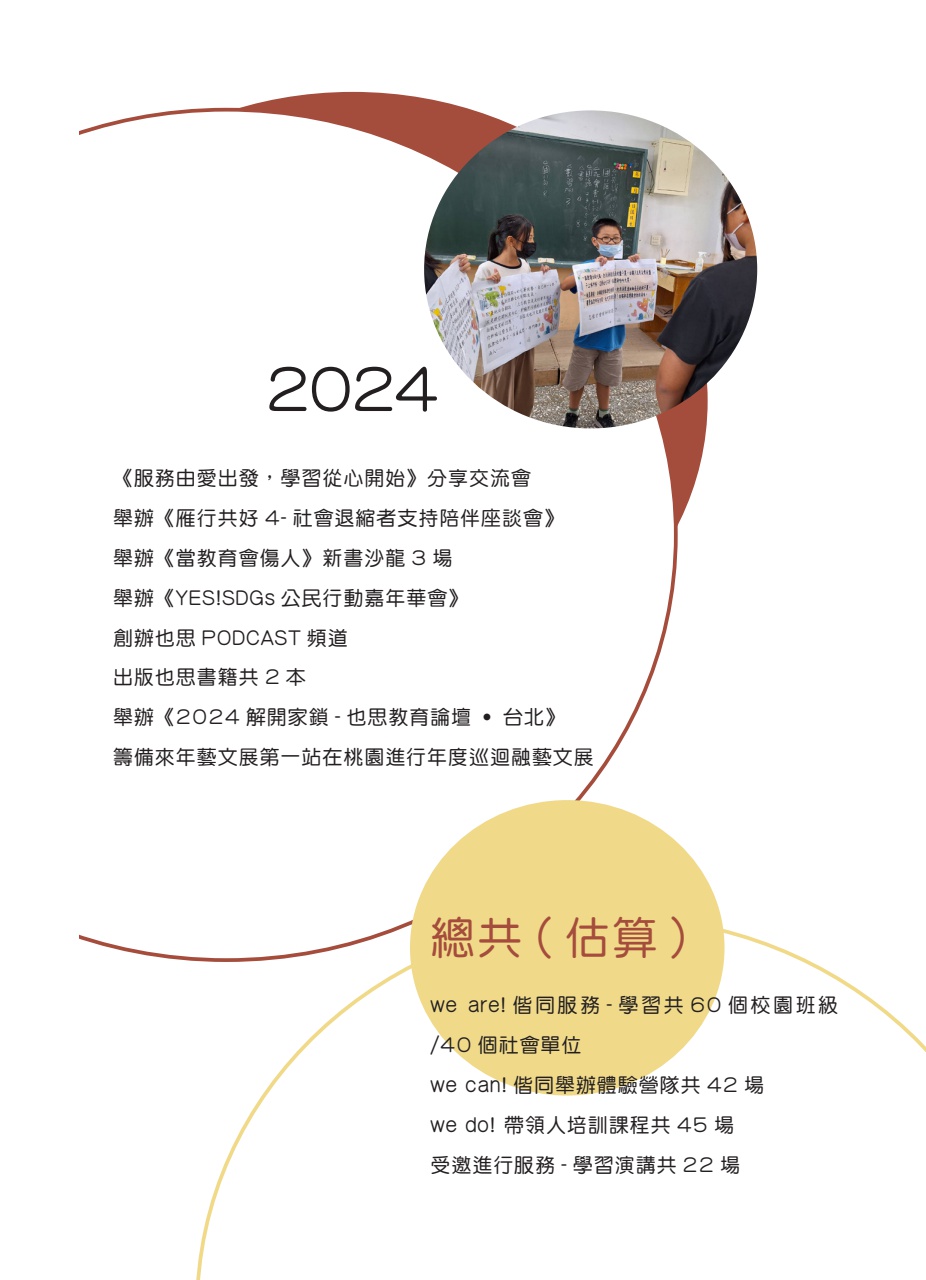 2024
《服務由愛出發，學習從心開始》分享交流會
舉辦《雁行共好 4- 社會退縮者支持陪伴座談會》
舉辦《當教育會傷人》新書沙龍 3 場
舉辦《YES!SDGs 公民行動嘉年華會》
創辦也思 PODCAST 頻道
出版也思書籍共 2 本
舉辦《2024 解開家鎖 - 也思教育論壇 • 台北》
籌備來年藝文展第一站在桃園進行年度巡迴融藝文展
總共 ( 估算 )
we are! 偕同服務 - 學習共 60 個校園班級
/40 個社會單位
we can! 偕同舉辦體驗營隊共 42 場
we do! 帶領人培訓課程共 45 場
受邀進行服務 - 學習演講共 22 場